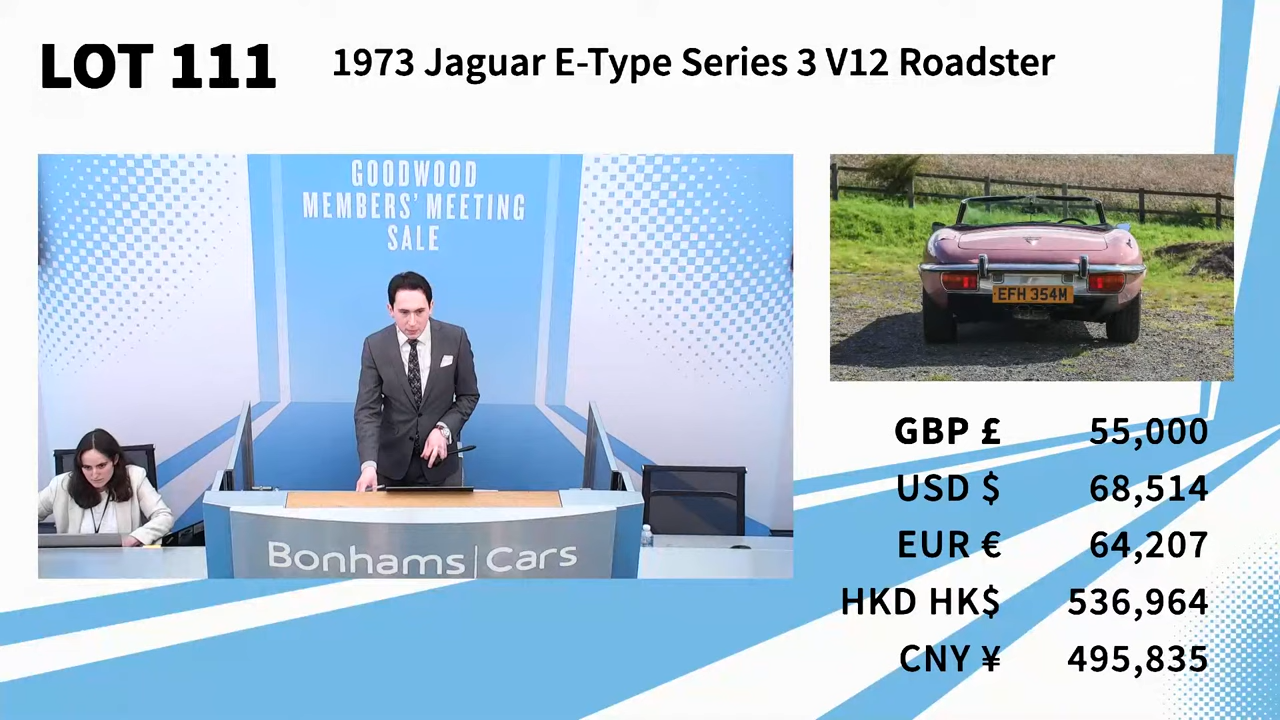 LOT 111
1973 Jaguar E-Type Series 3 V12 Roadster
GOODWOOD
MEMBERS' MEETING
SALE
Bonhams|Cars
EFH 354M
GBP £ 55,000
USD $ 68,514
EUR € 64,207
HKD HK$ 536,964
CNY ¥ 495,835